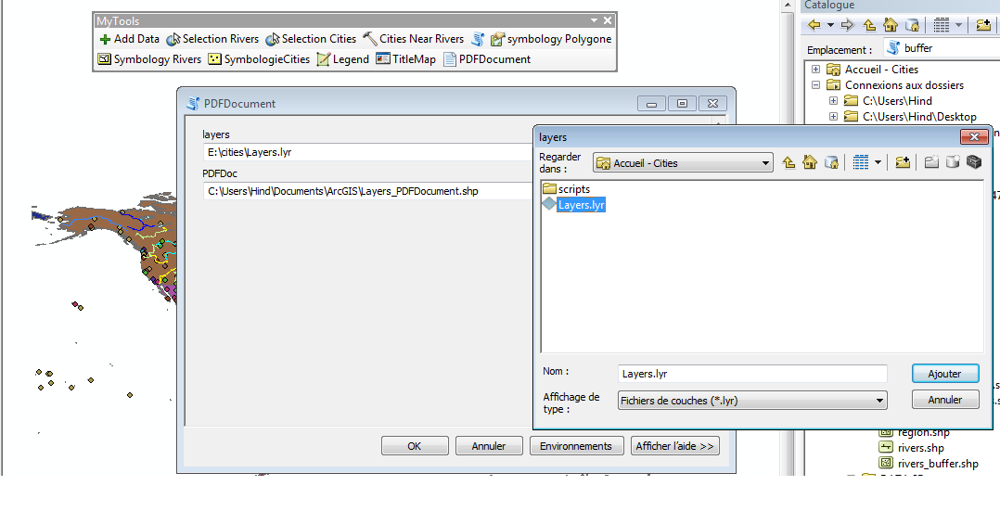 MyTools
Add Data Selection Rivers Selection Cities Cities Near Rivers symbology Polygone
Symbology Rivers SymbologieCities Legend TitleMap PDFDocument
Catalogue
Emplacement : buffer
Accueil - Cities
Connexions aux dossiers
C:\Users\Hind
C:\Users\Hind\Desktop
PDFDocument
layers
E:\cities\Layers.lyr
PDFDoc
C:\Users\Hind\Documents\ArcGIS\Layers_PDFDocument.shp
OK Annuler Environnements Afficher l'aide >>
layers
Regarder
dans : Accueil - Cities
scripts
Layers.lyr
Nom : Layers.lyr
Ajouter
Affichage de
type : Fichiers de couches (*.lyr)
Annuler
region.shp
rivers.shp
rivers_buffer.shp